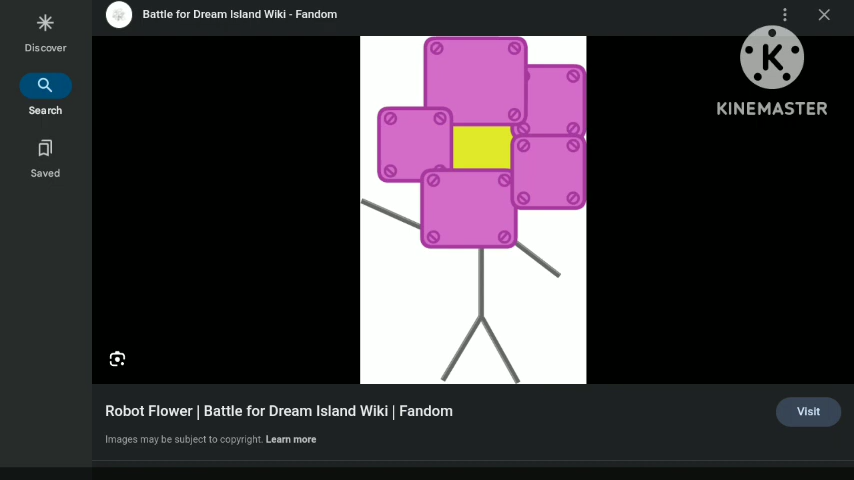 Battle for Dream Island Wiki - Fandom
Discover
Search
Saved
K
KINEMASTER
Robot Flower | Battle for Dream Island Wiki | Fandom
Visit
Images may be subject to copyright. Learn more